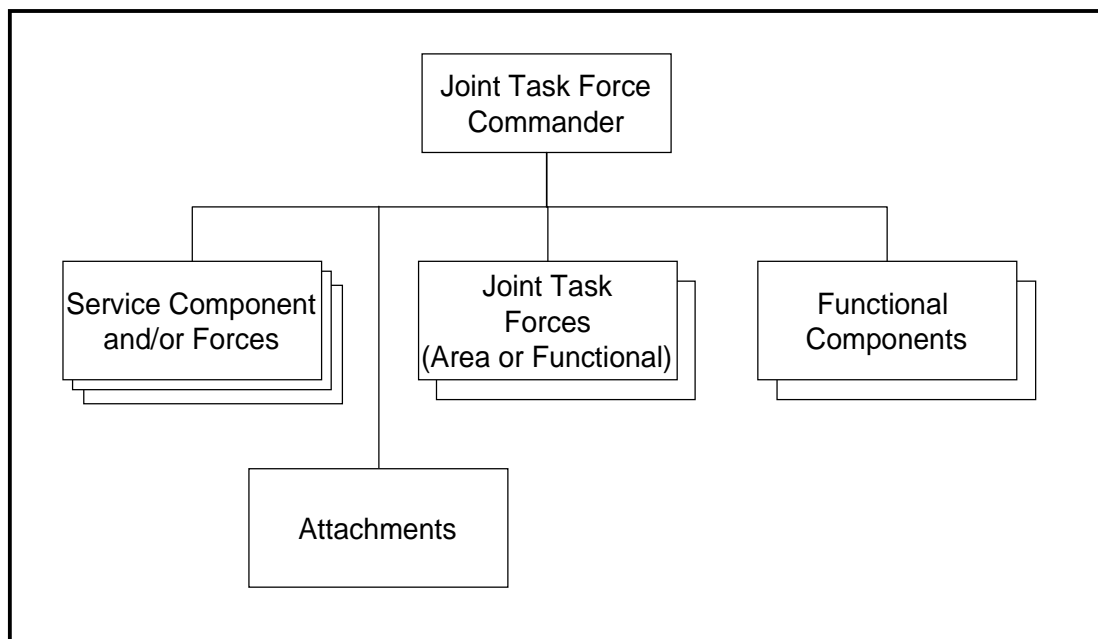 Joint Task Force
Commander
Service Component
and/or Forces
Joint Task
Forces
(Area or Functional)
Functional
Components
Attachments